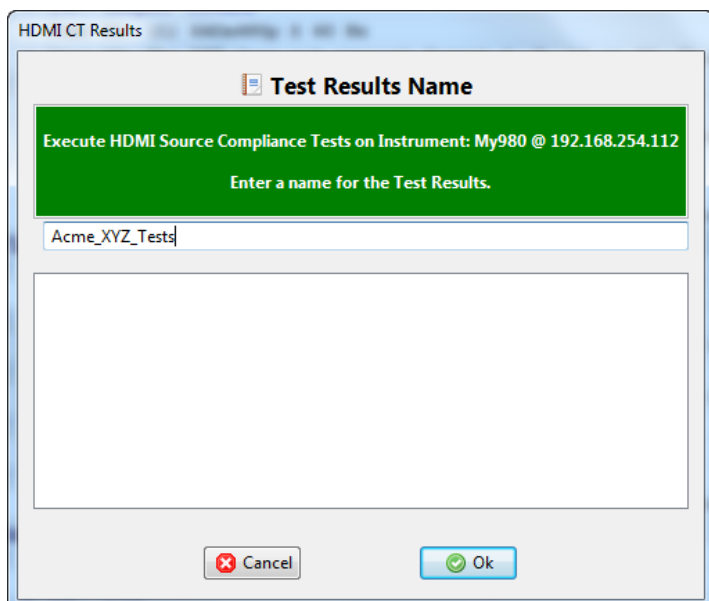 HDMI CT Results
Test Results Name
Execute HDMI Source Compliance Tests on Instrument: My980 @ 192.168.254.112
Enter a name for the Test Results.
Acme_XYZ_Tests
Cancel
Ok